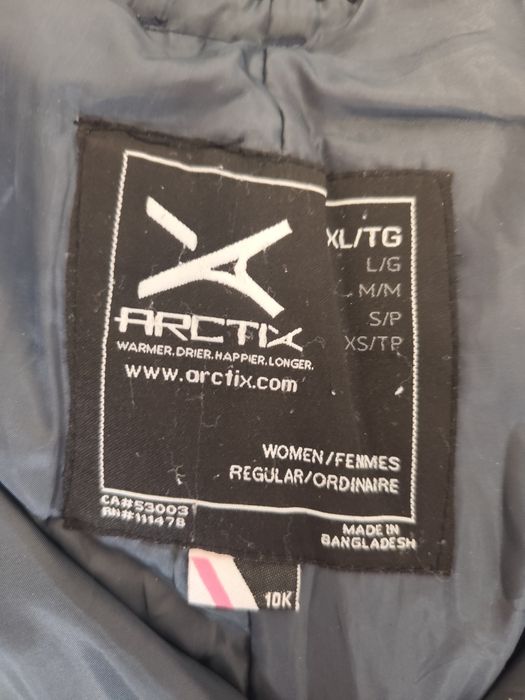 XL/TG
L/G
M/M
S/P
XS/TP
ARCTIX
WARMER.DRIER.HAPPIER.LONGER.
www.arctix.com
WOMEN/FEMMES
REGULAR/ORDINAIRE
CA#53003
RN#111478
MADE IN
BANGLADESH
10K